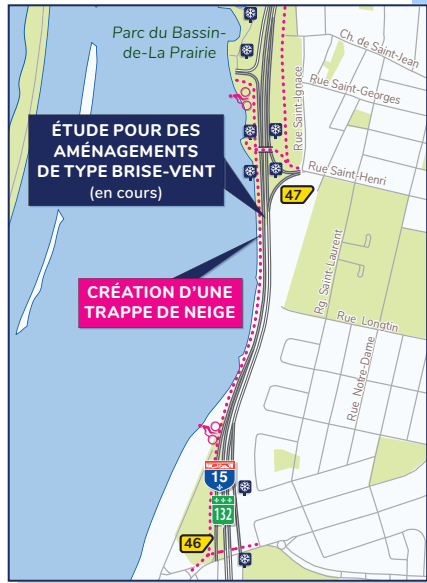 Parc du Bassin-
de-La Prairie
Ch. de Saint-Jean
Rue Saint-Ignace
Rue Saint-Georges
ÉTUDE POUR DES
AMÉNAGEMENTS
DE TYPE BRISE-VENT
(en cours)
Rue Saint-Henri
47
CRÉATION D’UNE
TRAPPE DE NEIGE
Rg. Saint-Laurent
Rue Longtin
Rue Notre-Dame
15
132
46